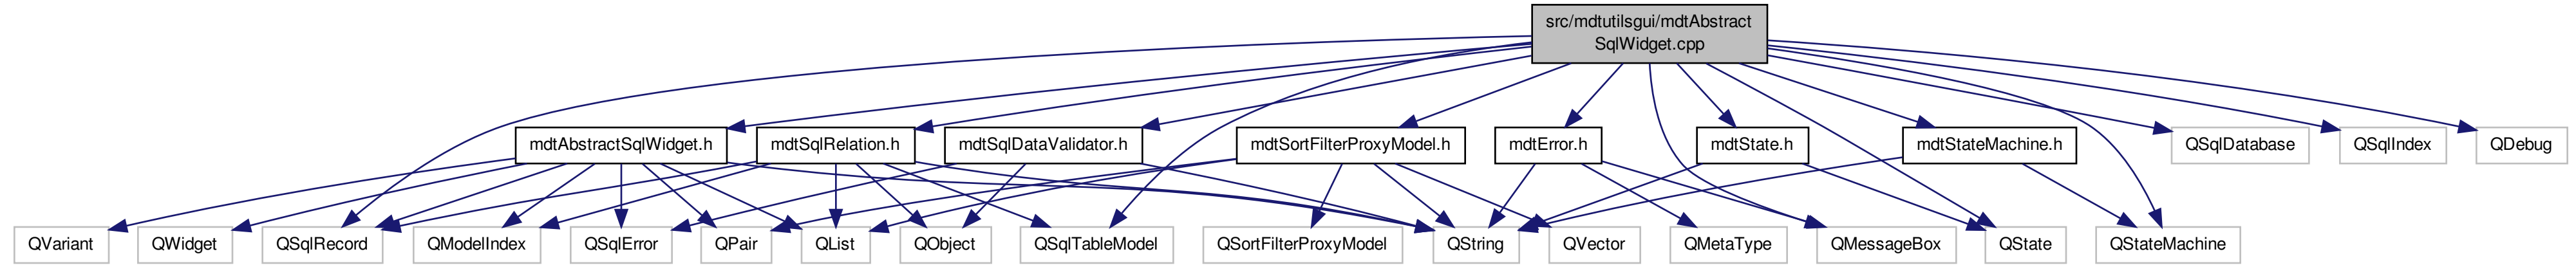 src/mdtutilsgui/mdtAbstract
SqlWidget.cpp
mdtAbstractSqlWidget.h
mdtSqlRelation.h
mdtSqlDataValidator.h
mdtSortFilterProxyModel.h
mdtError.h
mdtState.h
mdtStateMachine.h
QSqlDatabase
QSqlIndex
QDebug
QVariant
QWidget
QSqlRecord
QModelIndex
QSqlError
QPair
QList
QObject
QSqlTableModel
QSortFilterProxyModel
QString
QVector
QMetaType
QMessageBox
QState
QStateMachine